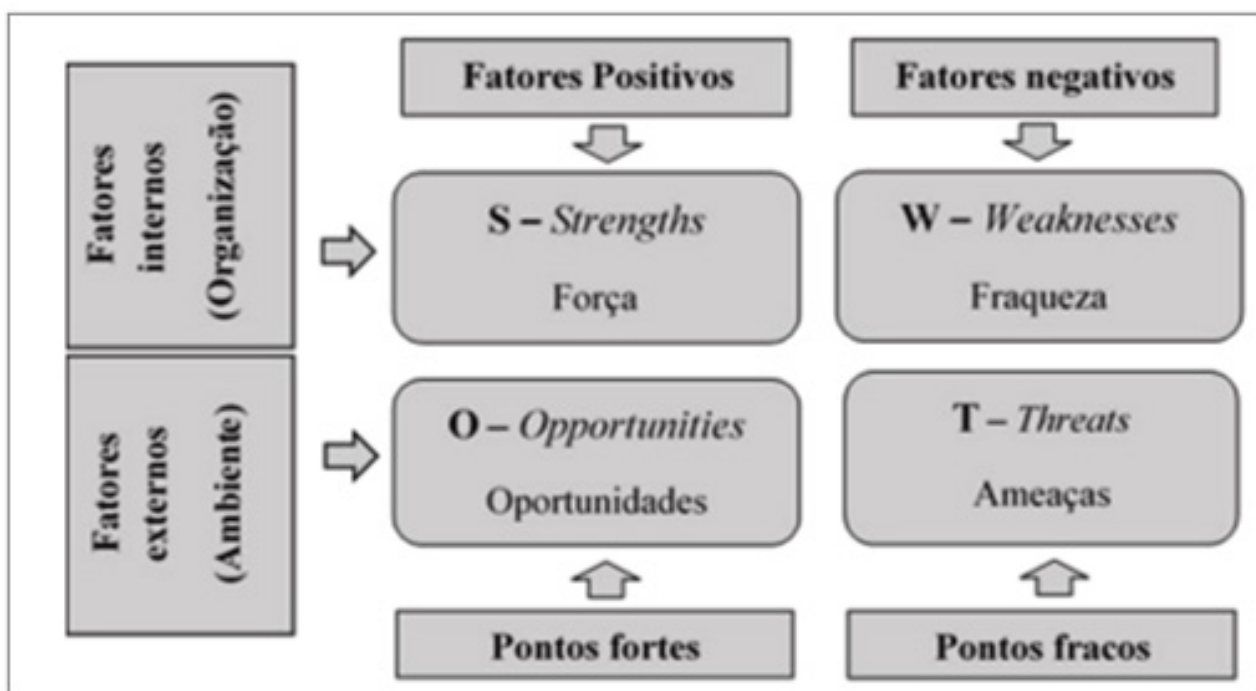 Fatores Positivos
Fatores negativos
Fatores
internos
(Organização)
S – Strengths
Força
W – Weaknesses
Fraqueza
Fatores
externos
(Ambiente)
O – Opportunities
Oportunidades
T – Threats
Ameaças
Pontos fortes
Pontos fracos